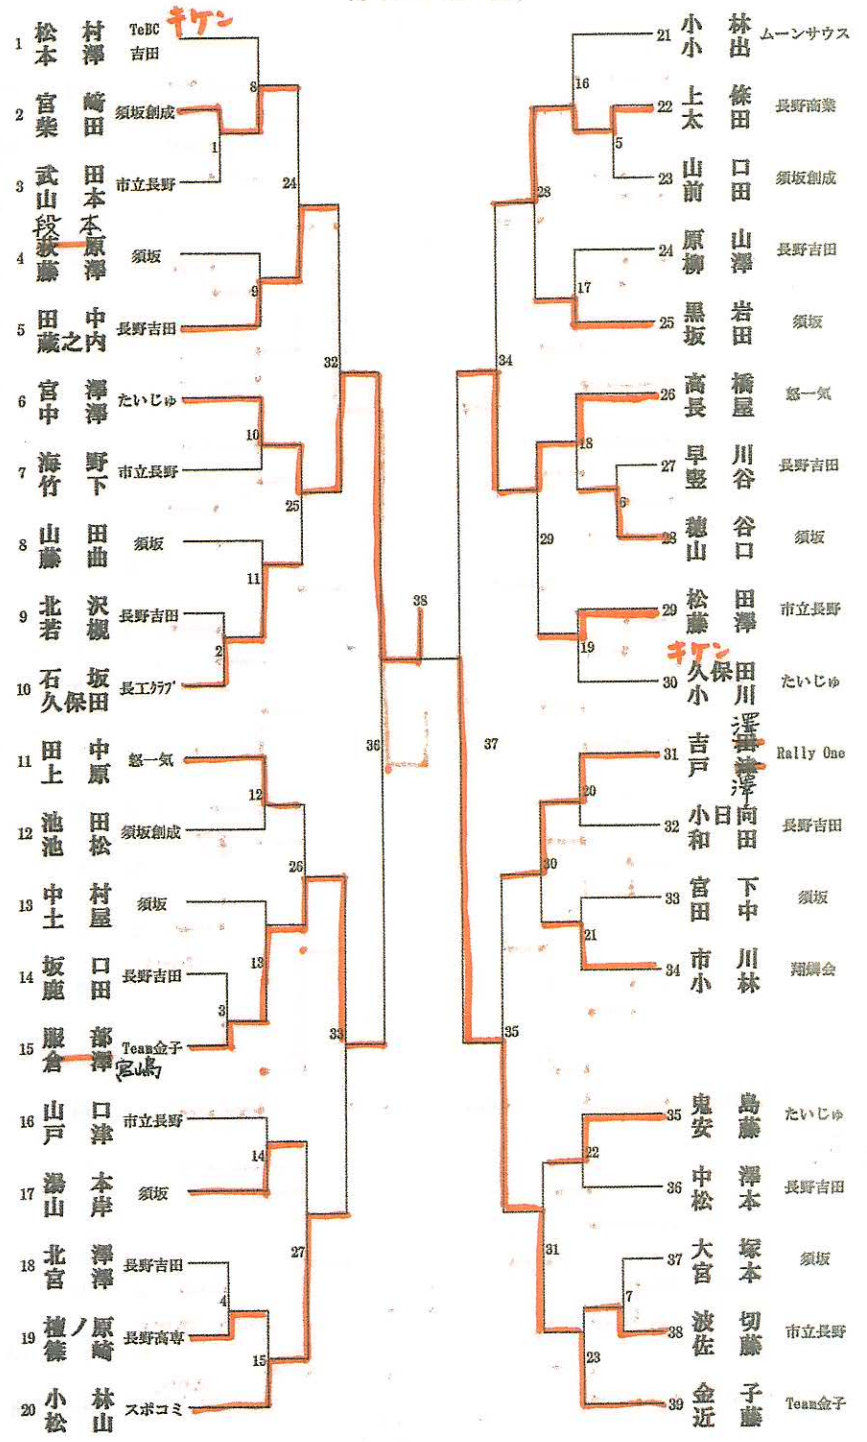 キケン
1 松村 本澤 TeBC 吉田
2 宮崎 柴田 須坂創成
3 武田 山本 市立長野
段本
4 荻原 藤澤 須坂
5 田中 蔵之内 長野吉田
6 宮澤 中澤 たいじゅ
7 海野 竹下 市立長野
8 山田 藤曲 須坂
9 北沢 若槻 長野吉田
10 石坂 久保田 長工クラブ
11 田中 上原 怒一気
12 池田 池松 須坂創成
13 中村 土屋 須坂
14 坂口 鹿田 長野吉田
15 服部 倉澤 Team金子
宮嶋
16 山口 戸津 市立長野
17 湯本 山岸 須坂
18 北澤 宮澤 長野吉田
19 檀ノ原 篠崎 長野高専
20 小林 松山 スポコミ
8
1
24
9
32
10
25
11
2
38
36
12
26
13
3
33
14
27
4
15
21 小林 小出 ムーンサウス
22 上條 太田 長野商業
23 山口 前田 須坂創成
24 原山 柳澤 長野吉田
25 黒岩 坂田 須坂
26 高橋 長屋 怒一気
27 早川 竪谷 長野吉田
28 穂谷 山口 須坂
29 松田 藤澤 市立長野
キケン
30 久保田 小川 たいじゅ
澤
31 吉田 戸津 Rally One
澤
32 小日向 和田 長野吉田
33 宮下 田中 須坂
34 市川 小林 翔鱗会
35 鬼島 安藤 たいじゅ
36 中澤 松本 長野吉田
37 大塚 宮本 須坂
38 波切 佐藤 市立長野
39 金子 近藤 Team金子
16
5
28
17
34
18
6
29
19
37
20
30
21
35
22
31
7
23